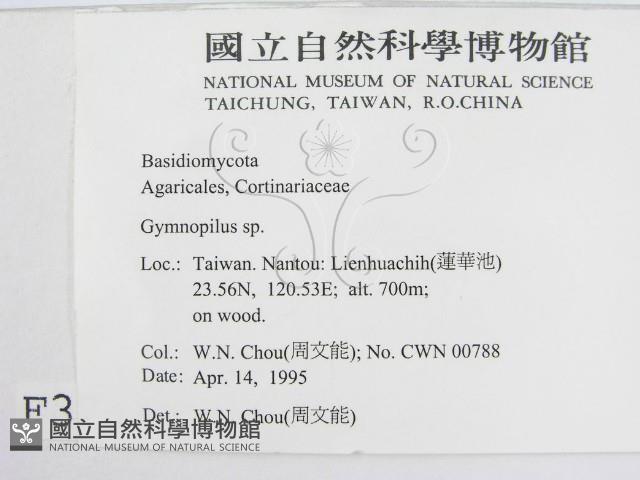 國立自然科學博物館
NATIONAL MUSEUM OF NATURAL SCIENCE
TAICHUNG, TAIWAN, R.O.CHINA
Basidiomycota
Agaricales, Cortinariaceae
Gymnopilus sp.
Loc.: Taiwan. Nantou: Lienhuachih(蓮華池)
23.56N, 120.53E; alt. 700m;
on wood.
Col.: W.N. Chou(周文能); No. CWN 00788
Date: Apr. 14, 1995
Det.: W.N. Chou(周文能)
國立自然科學博物館
NATIONAL MUSEUM OF NATURAL SCIENCE